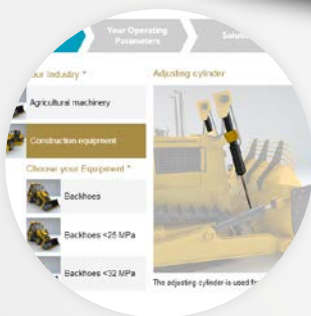 Your Operating
Parameters
our Industry *
Adjusting cylinder
Agricultural machinery
Construction equipment
Choose your Equipment *
Backhoes
Backhoes <25 MPa
Backhoes <32 MPa
The adjusting cylinder is used